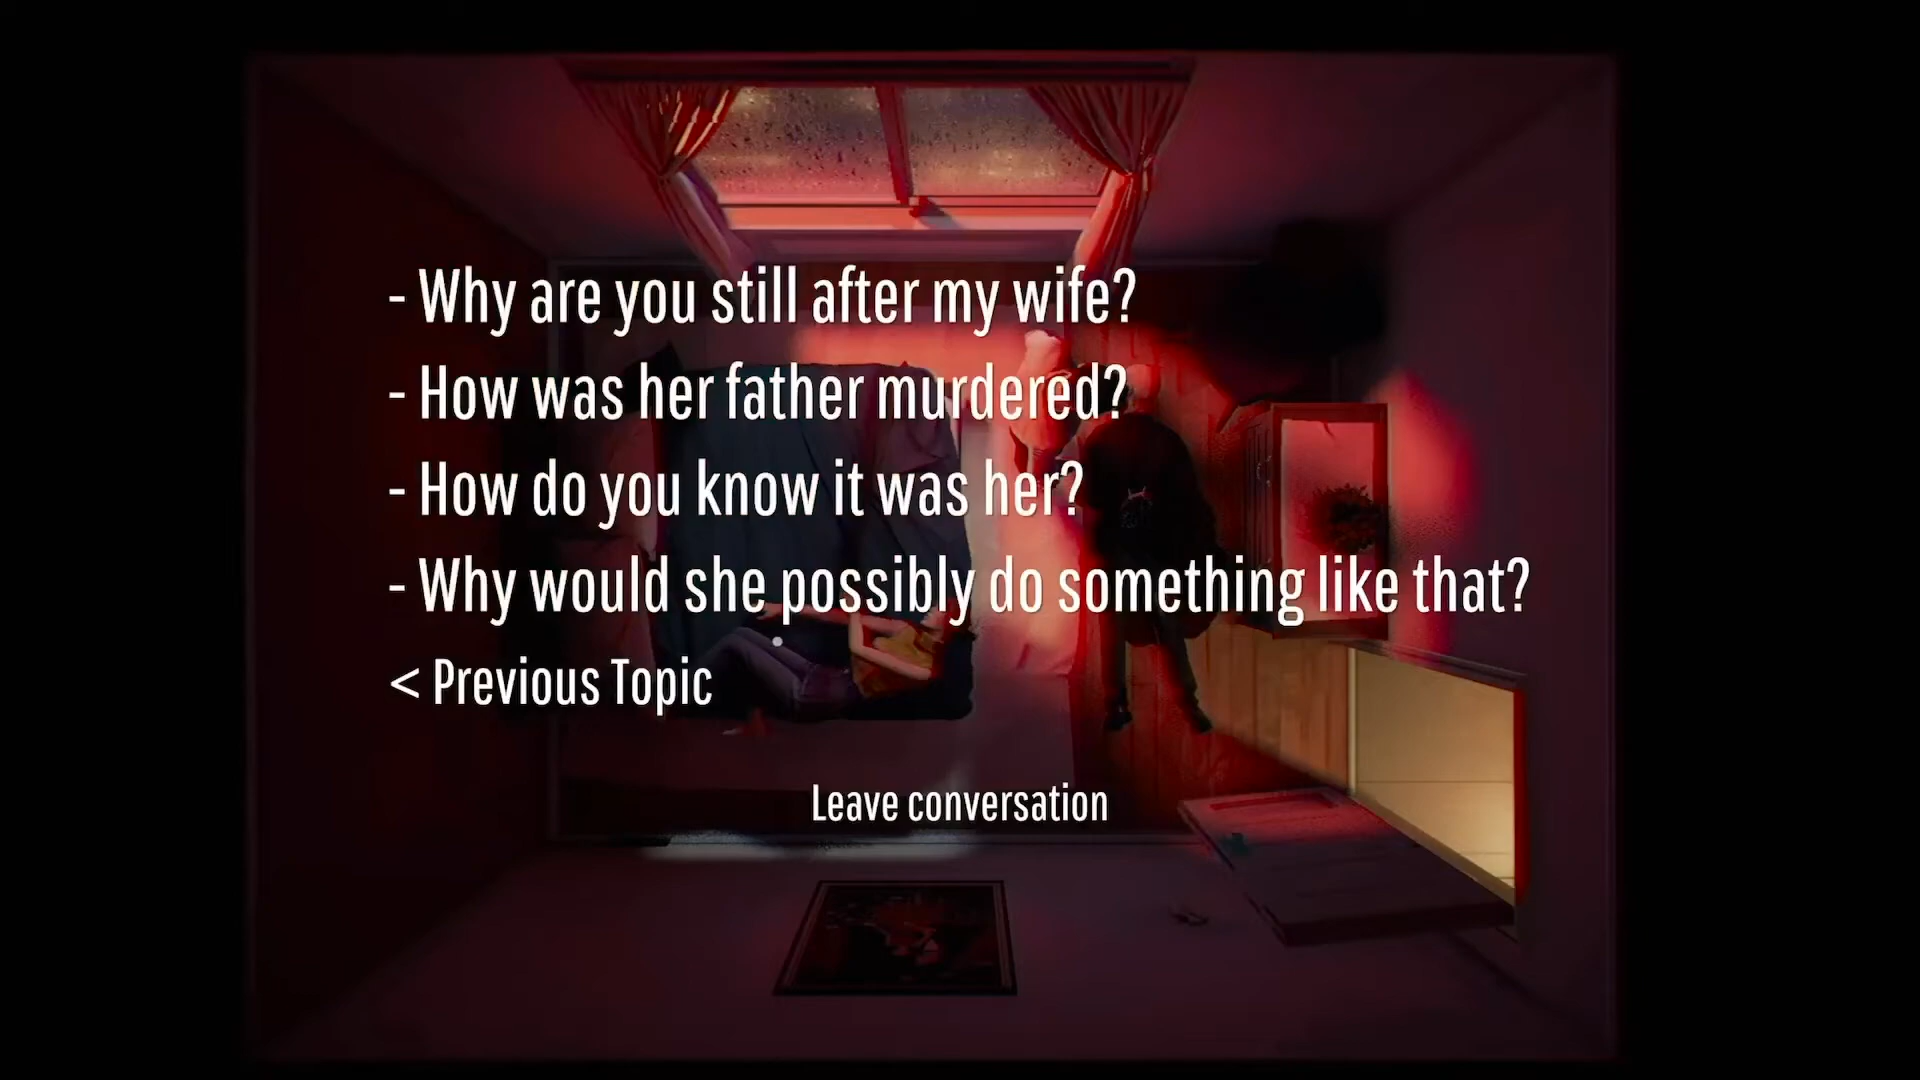 - Why are you still after my wife?
- How was her father murdered?
- How do you know it was her?
- Why would she possibly do something like that?
< Previous Topic
Leave conversation